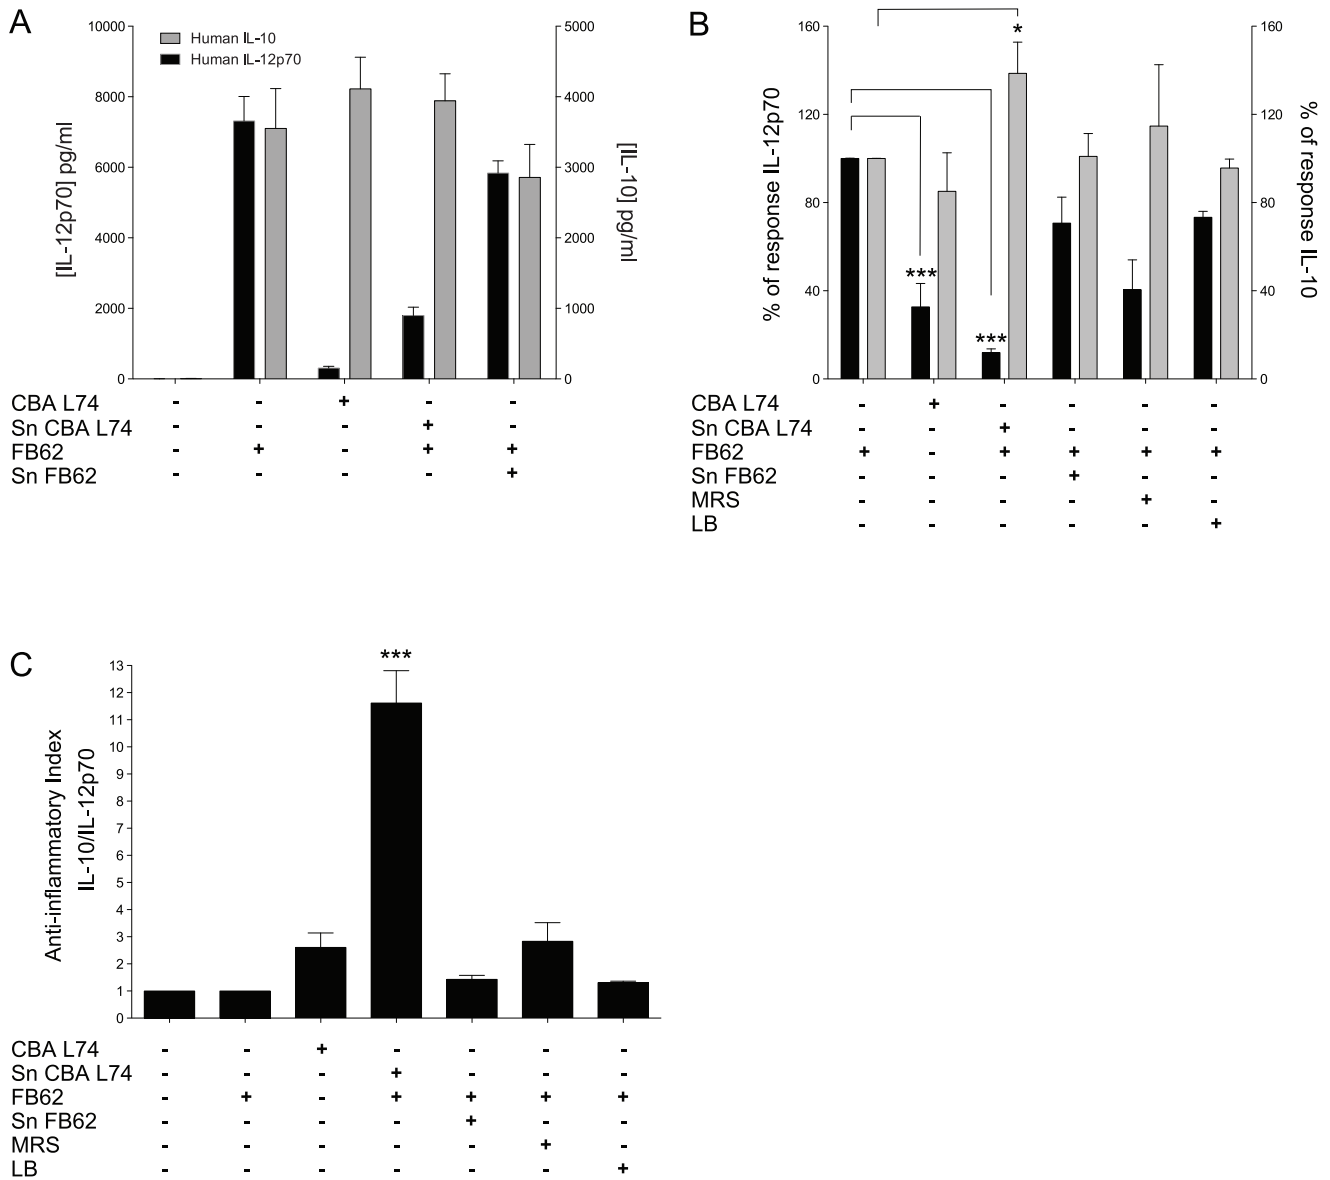 A
10000
8000
6000
4000
2000
0
[IL-12p70] pg/ml
Human IL-10
Human IL-12p70
5000
4000
3000
2000
1000
0
[IL-10] pg/ml
CBA L74 - - + - -
Sn CBA L74 - - - + -
FB62 - + - + +
Sn FB62 - - - - +
B
160
120
80
40
0
% of response IL-12p70
***
***
*
160
120
80
40
0
% of response IL-10
CBA L74 - + - - - -
Sn CBA L74 - - + - - -
FB62 + - + + + +
Sn FB62 - - - + - -
MRS - - - - + -
LB - - - - - +
C
13
12
11
10
9
8
7
6
5
4
3
2
1
0
Anti-inflammatory Index
IL-10/IL-12p70
***
CBA L74 - - + - - - -
Sn CBA L74 - - - + - - -
FB62 - + - + + + +
Sn FB62 - - - - + - -
MRS - - - - - + -
LB - - - - - - +